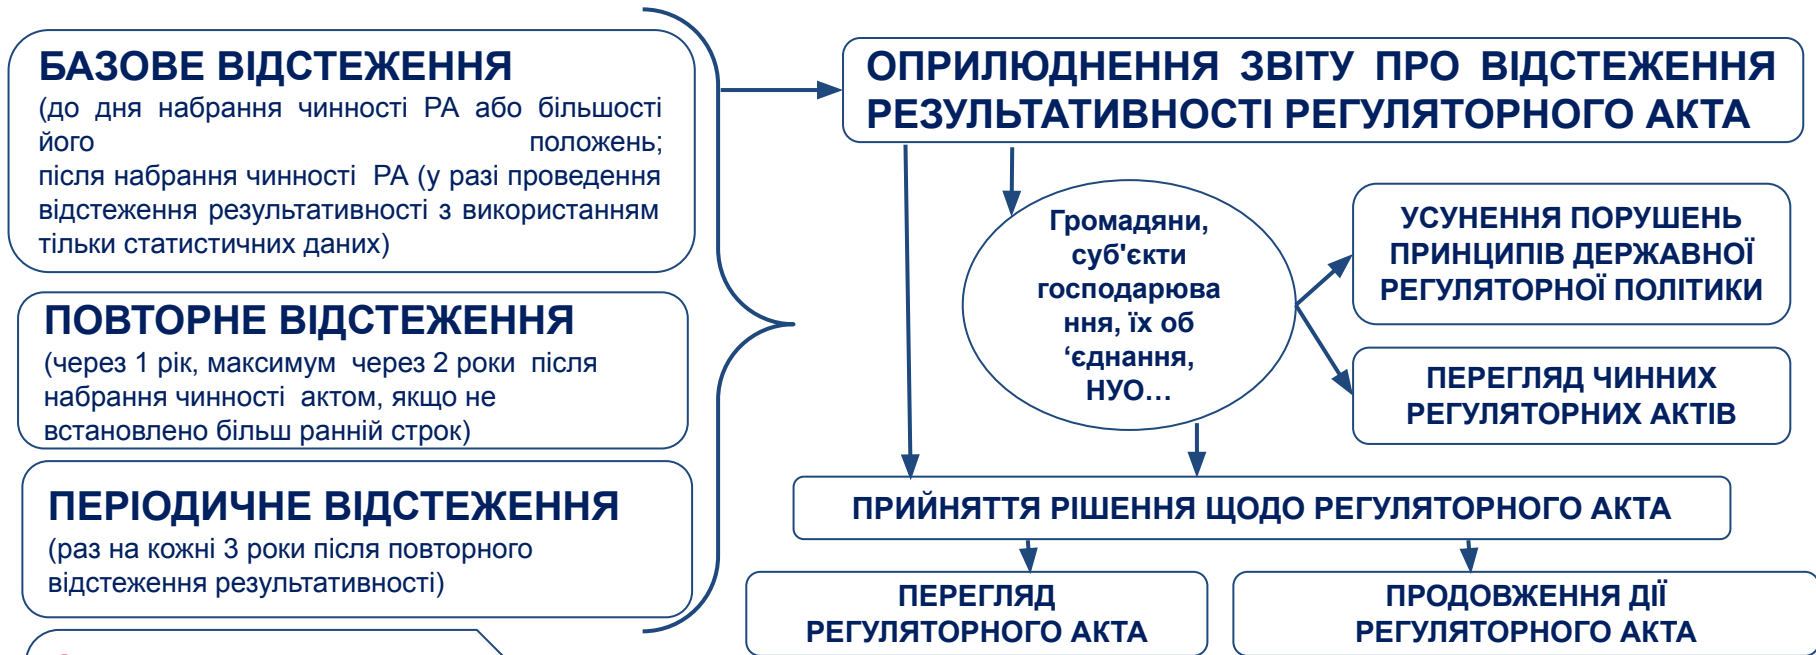 БАЗОВЕ ВІДСТЕЖЕННЯ
(до дня набрання чинності РА або більшості
його положень;
після набрання чинності РА (у разі проведення
відстеження результативності з використанням
тільки статистичних даних)
ПОВТОРНЕ ВІДСТЕЖЕННЯ
(через 1 рік, максимум через 2 роки після
набрання чинності актом, якщо не
встановлено більш ранній строк)
ПЕРІОДИЧНЕ ВІДСТЕЖЕННЯ
(раз на кожні 3 роки після повторного
відстеження результативності)
ОПРИЛЮДНЕННЯ ЗВІТУ ПРО ВІДСТЕЖЕННЯ
РЕЗУЛЬТАТИВНОСТІ РЕГУЛЯТОРНОГО АКТА
Громадяни,
суб'єкти
господарюва
ння, їх об
‘єднання,
НУО…
УСУНЕННЯ ПОРУШЕНЬ
ПРИНЦИПІВ ДЕРЖАВНОЇ
РЕГУЛЯТОРНОЇ ПОЛІТИКИ
ПЕРЕГЛЯД ЧИННИХ
РЕГУЛЯТОРНИХ АКТІВ
ПРИЙНЯТТЯ РІШЕННЯ ЩОДО РЕГУЛЯТОРНОГО АКТА
ПЕРЕГЛЯД
РЕГУЛЯТОРНОГО АКТА
ПРОДОВЖЕННЯ ДІЇ
РЕГУЛЯТОРНОГО АКТА